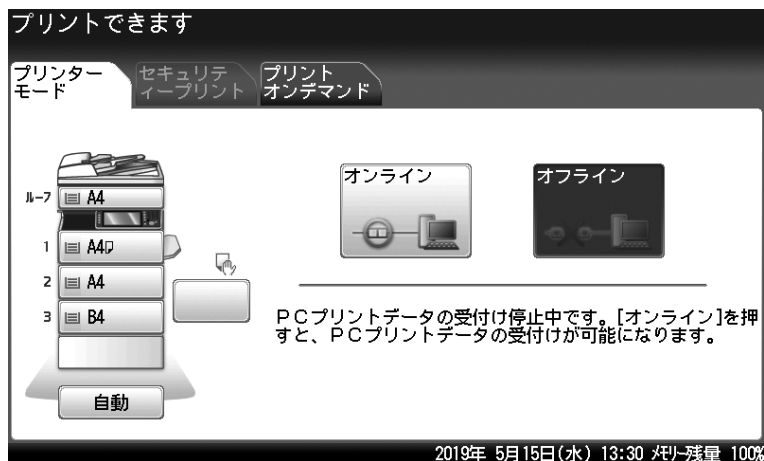 プリントできます
プリンター
モード
セキュリテ
ィープリント
プリント
オンデマンド
ルーフ A4
1 A4
2 A4
3 B4
自動
オンライン
オフライン
PCプリントデータの受付け停止中です。[オンライン]を押
すと、PCプリントデータの受付けが可能になります。
2019年 5月15日(水) 13:30 ﾒﾓﾘｰ残量 100%